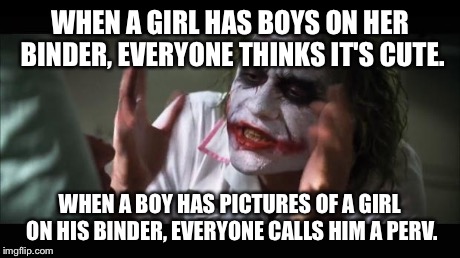 WHEN A GIRL HAS BOYS ON HER
BINDER, EVERYONE THINKS IT'S CUTE.
WHEN A BOY HAS PICTURES OF A GIRL
ON HIS BINDER, EVERYONE CALLS HIM A PERV.
imgflip.com